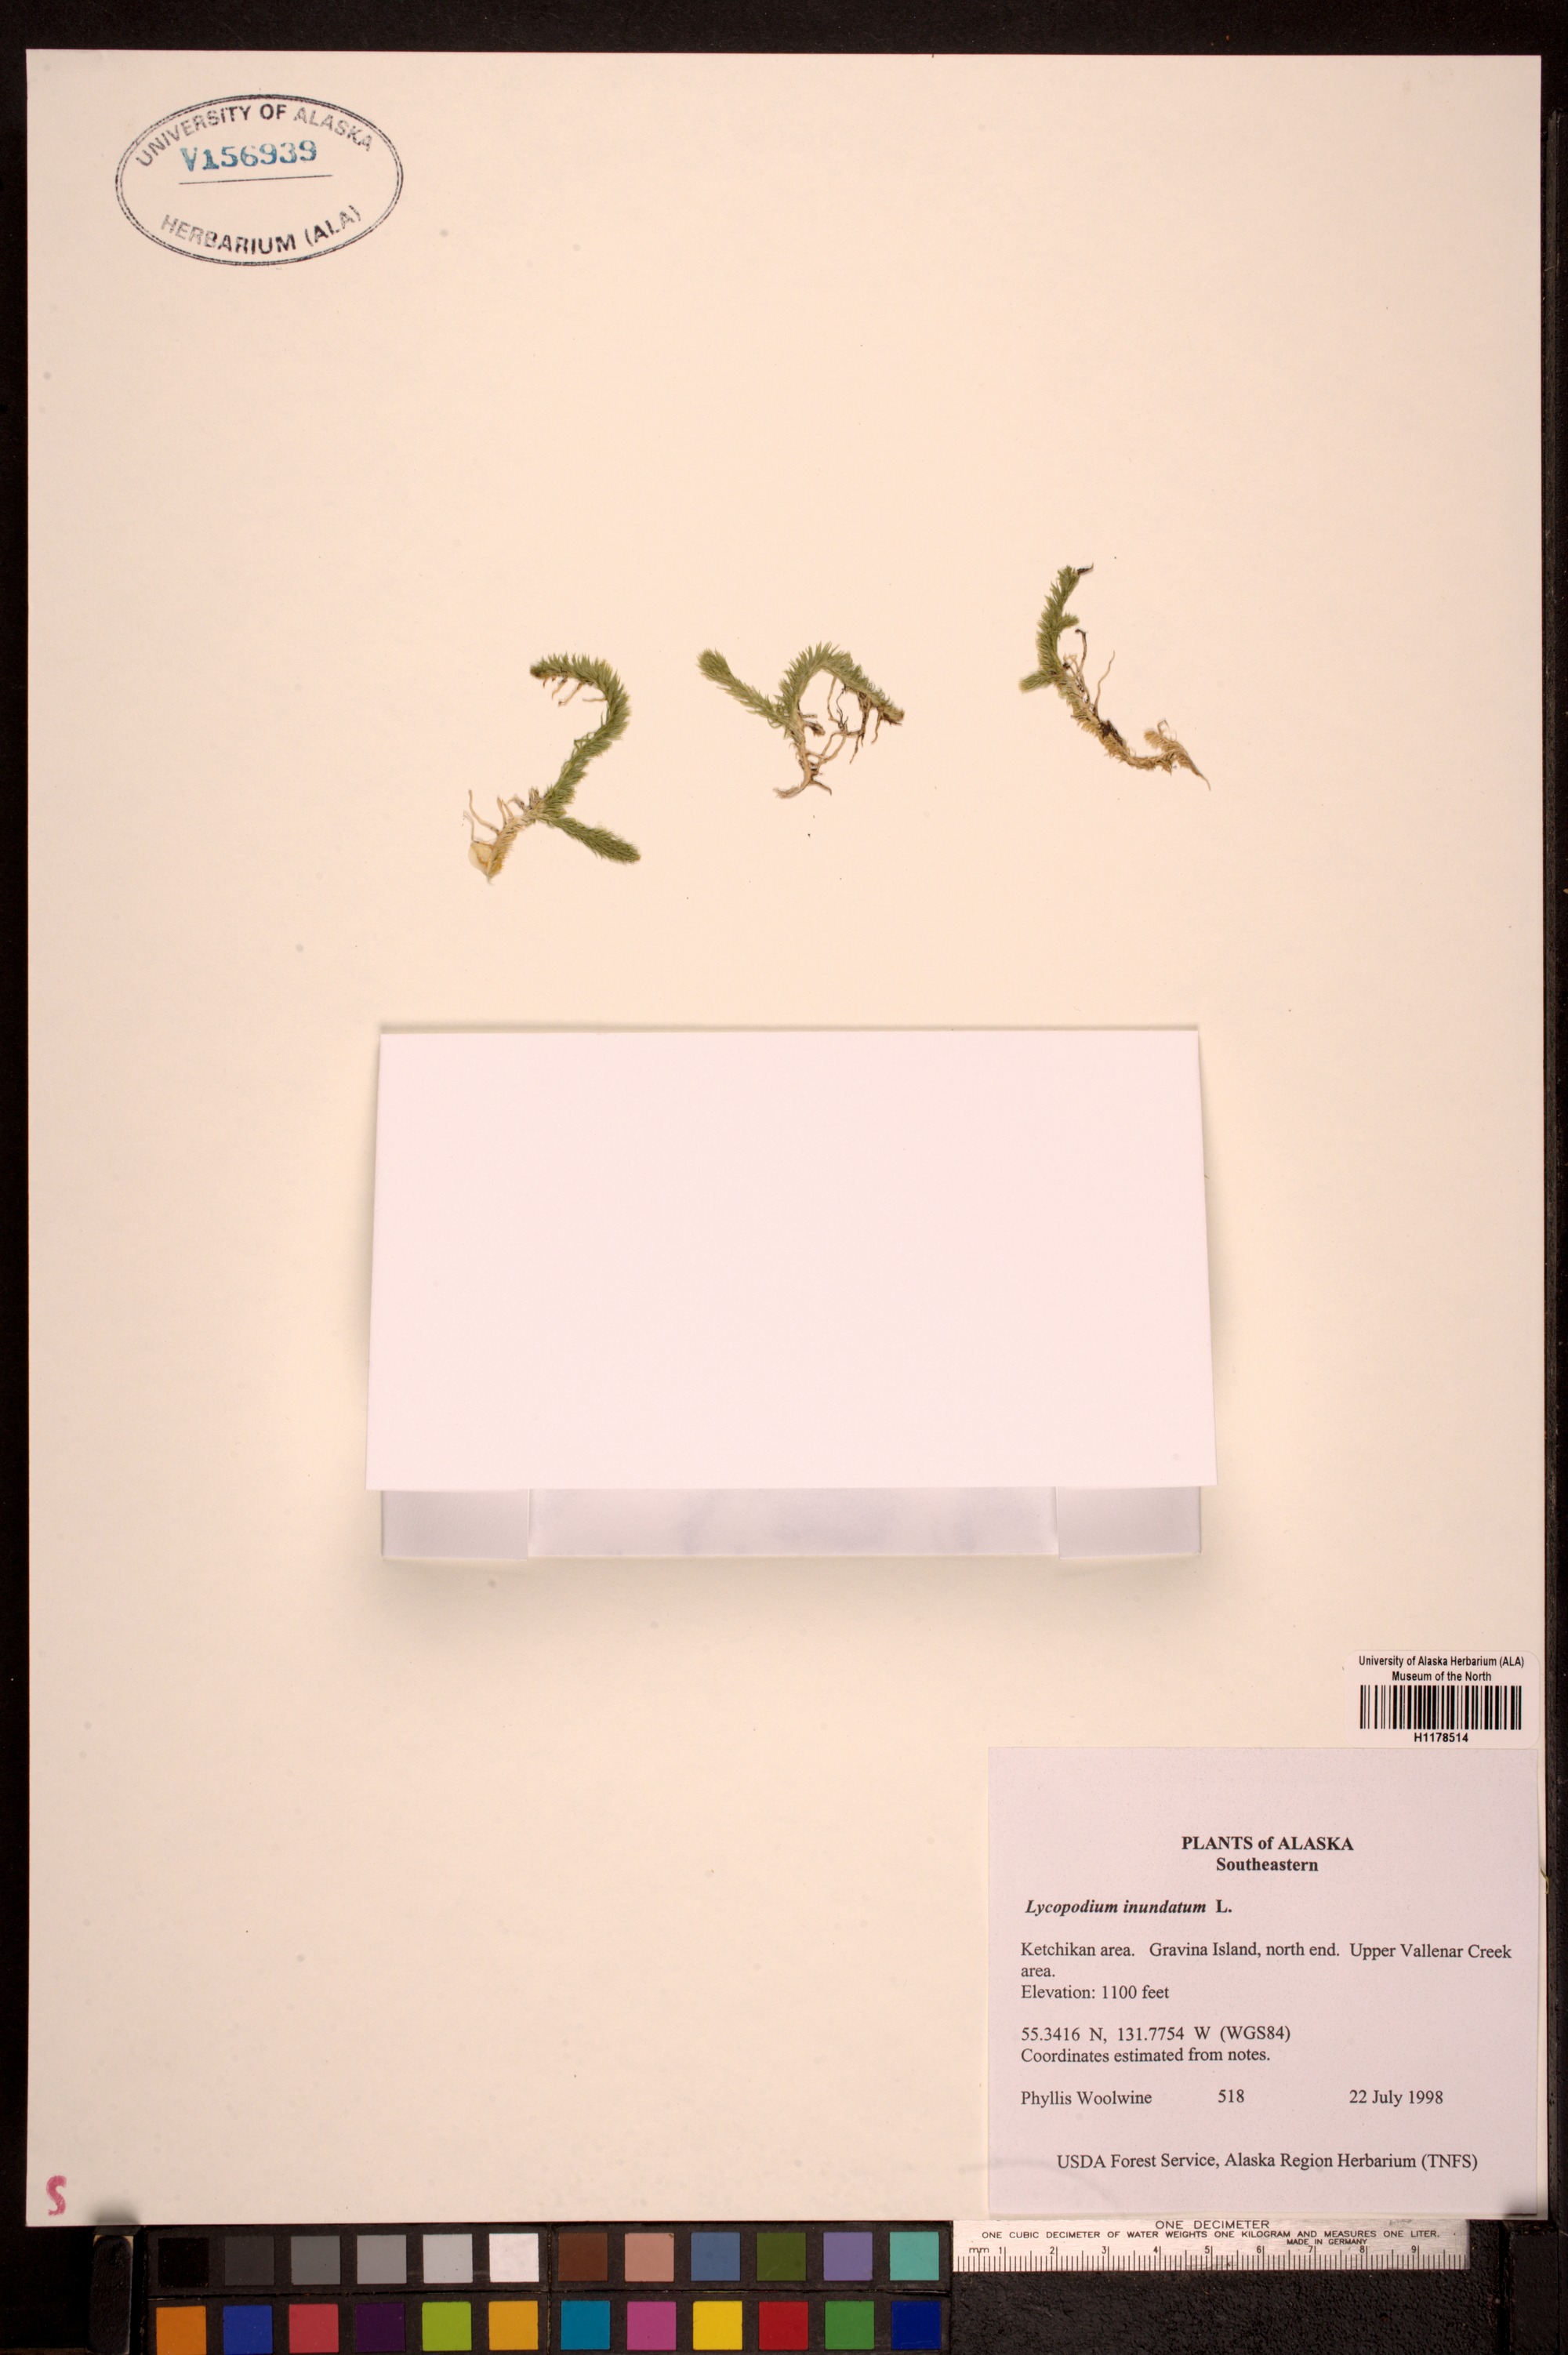 UNIVERSITY OF ALASKA
V156939
HERBARIUM (ALA)
University of Alaska Herbarium (ALA)
Museum of the North
H1178514
PLANTS of ALASKA
Southeastern
Lycopodium inundatum L.
Ketchikan area. Gravina Island, north end. Upper Vallenar Creek
area.
Elevation: 1100 feet
55.3416 N, 131.7754 W (WGS84)
Coordinates estimated from notes.
Phyllis Woolwine 518 22 July 1998
USDA Forest Service, Alaska Region Herbarium (TNFS)
S
ONE DECIMETER
ONE CUBIC DECIMETER OF WATER WEIGHTS ONE KILOGRAM AND MEASURES ONE LITER.
MADE IN GERMANY
mm 1 2 3 4 5 6 7 8 9